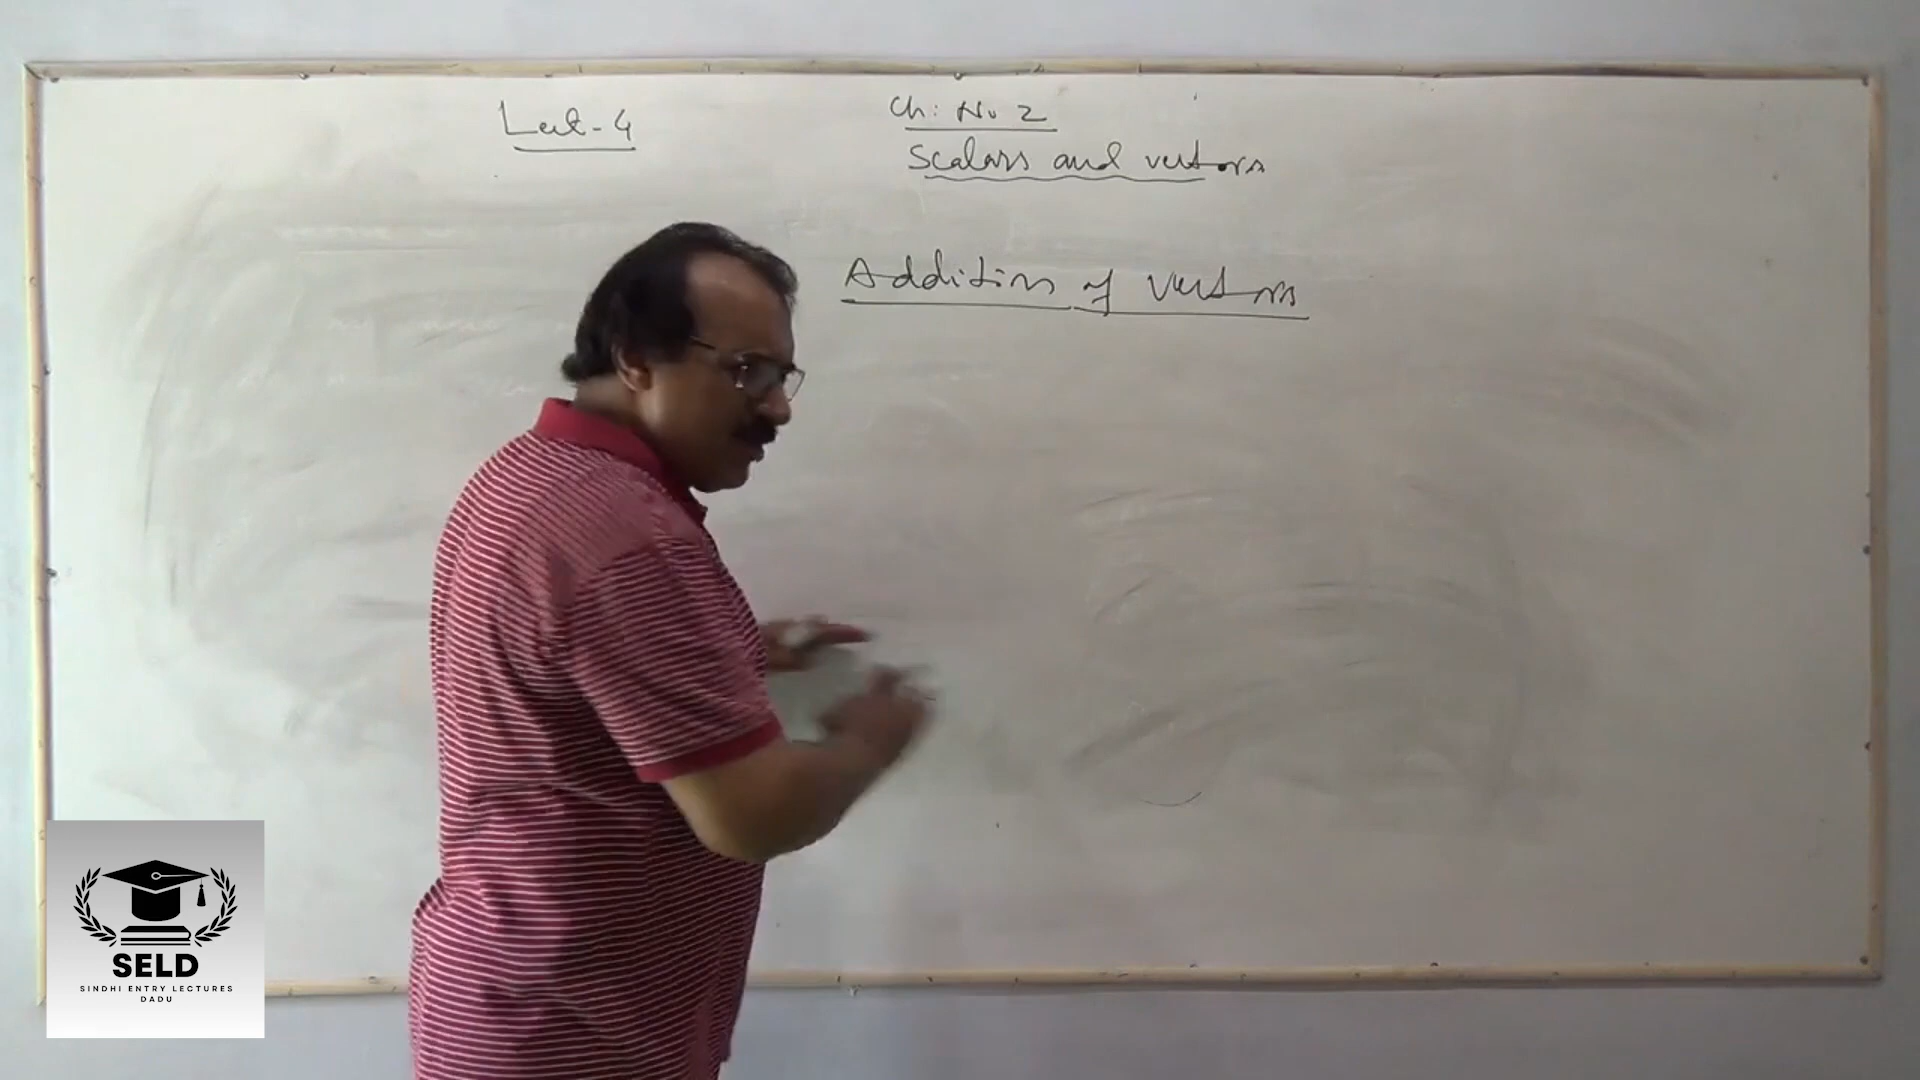 Lect-4
Ch: No 2
Scalars and vectors
Addition of vectors
SELD
SINDHI ENTRY LECTURES
DADU